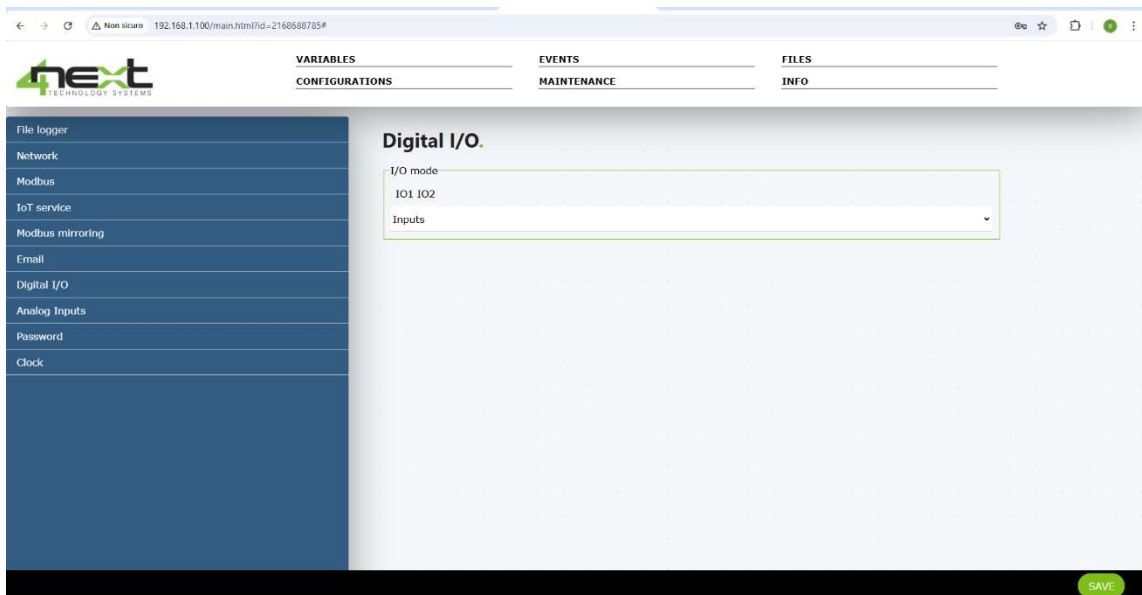 Non sicuro 192.168.1.100/main.html?id=2168688785#
4next
TECHNOLOGY SYSTEMS
VARIABLES EVENTS FILES
CONFIGURATIONS MAINTENANCE INFO
File logger
Network
Modbus
IoT service
Modbus mirroring
Email
Digital I/O
Analog Inputs
Password
Clock
Digital I/O.
I/O mode
IO1 IO2
Inputs
SAVE